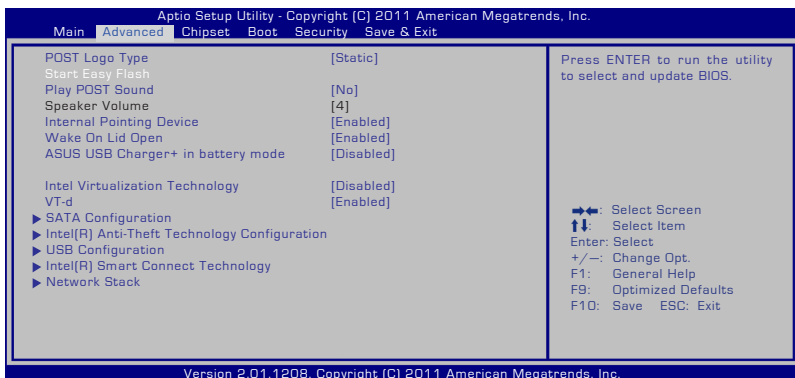 Aptio Setup Utility - Copyright (C) 2011 American Megatrends, Inc.
Main Advanced Chipset Boot Security Save & Exit
POST Logo Type [Static]
Start Easy Flash
Play POST Sound [No]
Speaker Volume [4]
Internal Pointing Device [Enabled]
Wake On Lid Open [Enabled]
ASUS USB Charger+ in battery mode [Disabled]
Intel Virtualization Technology [Disabled]
VT-d [Enabled]
SATA Configuration
Intel(R) Anti-Theft Technology Configuration
USB Configuration
Intel(R) Smart Connect Technology
Network Stack
Press ENTER to run the utility
to select and update BIOS.
: Select Screen
: Select Item
Enter: Select
+/—: Change Opt.
F1: General Help
F9: Optimized Defaults
F10: Save ESC: Exit
Version 2.01.1208. Copyright (C) 2011 American Megatrends, Inc.